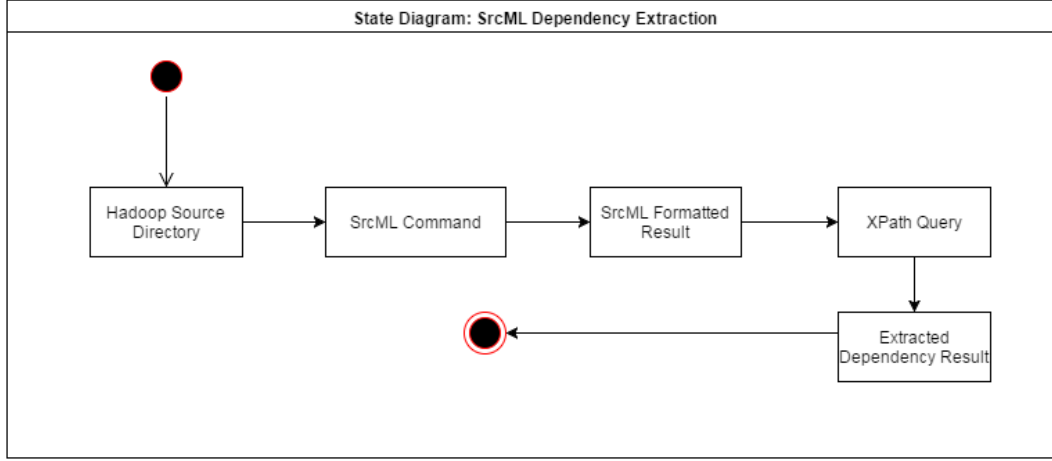 State Diagram: SrcML Dependency Extraction
Hadoop Source
Directory
SrcML Command
SrcML Formatted
Result
XPath Query
Extracted
Dependency Result